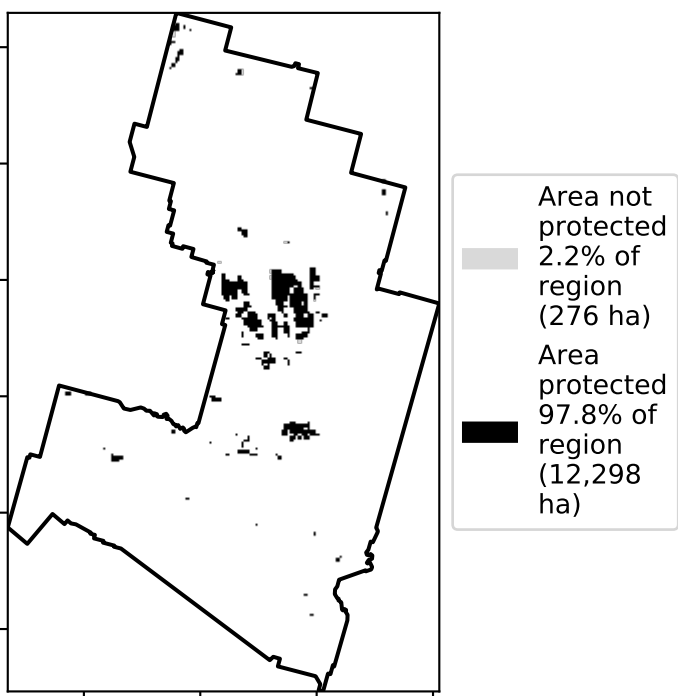 Area not
protected
2.2% of
region
(276 ha)
Area
protected
97.8% of
region
(12,298
ha)